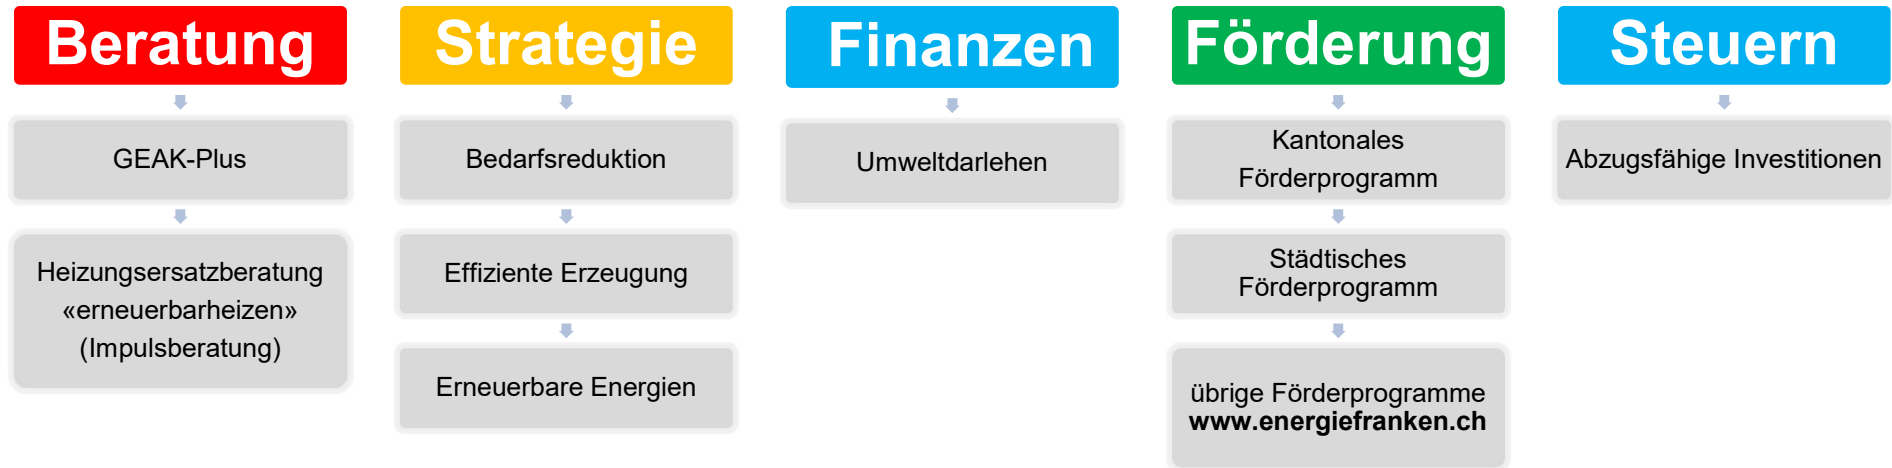 Beratung
GEAK-Plus
Heizungsersatzberatung
«erneuerbarheizen»
(Impulsberatung)
Strategie
Bedarfsreduktion
Effiziente Erzeugung
Erneuerbare Energien
Finanzen
Umweltdarlehen
Förderung
Kantonales
Förderprogramm
Städtisches
Förderprogramm
übrige Förderprogramme
www.energiefranken.ch
Steuern
Abzugsfähige Investitionen